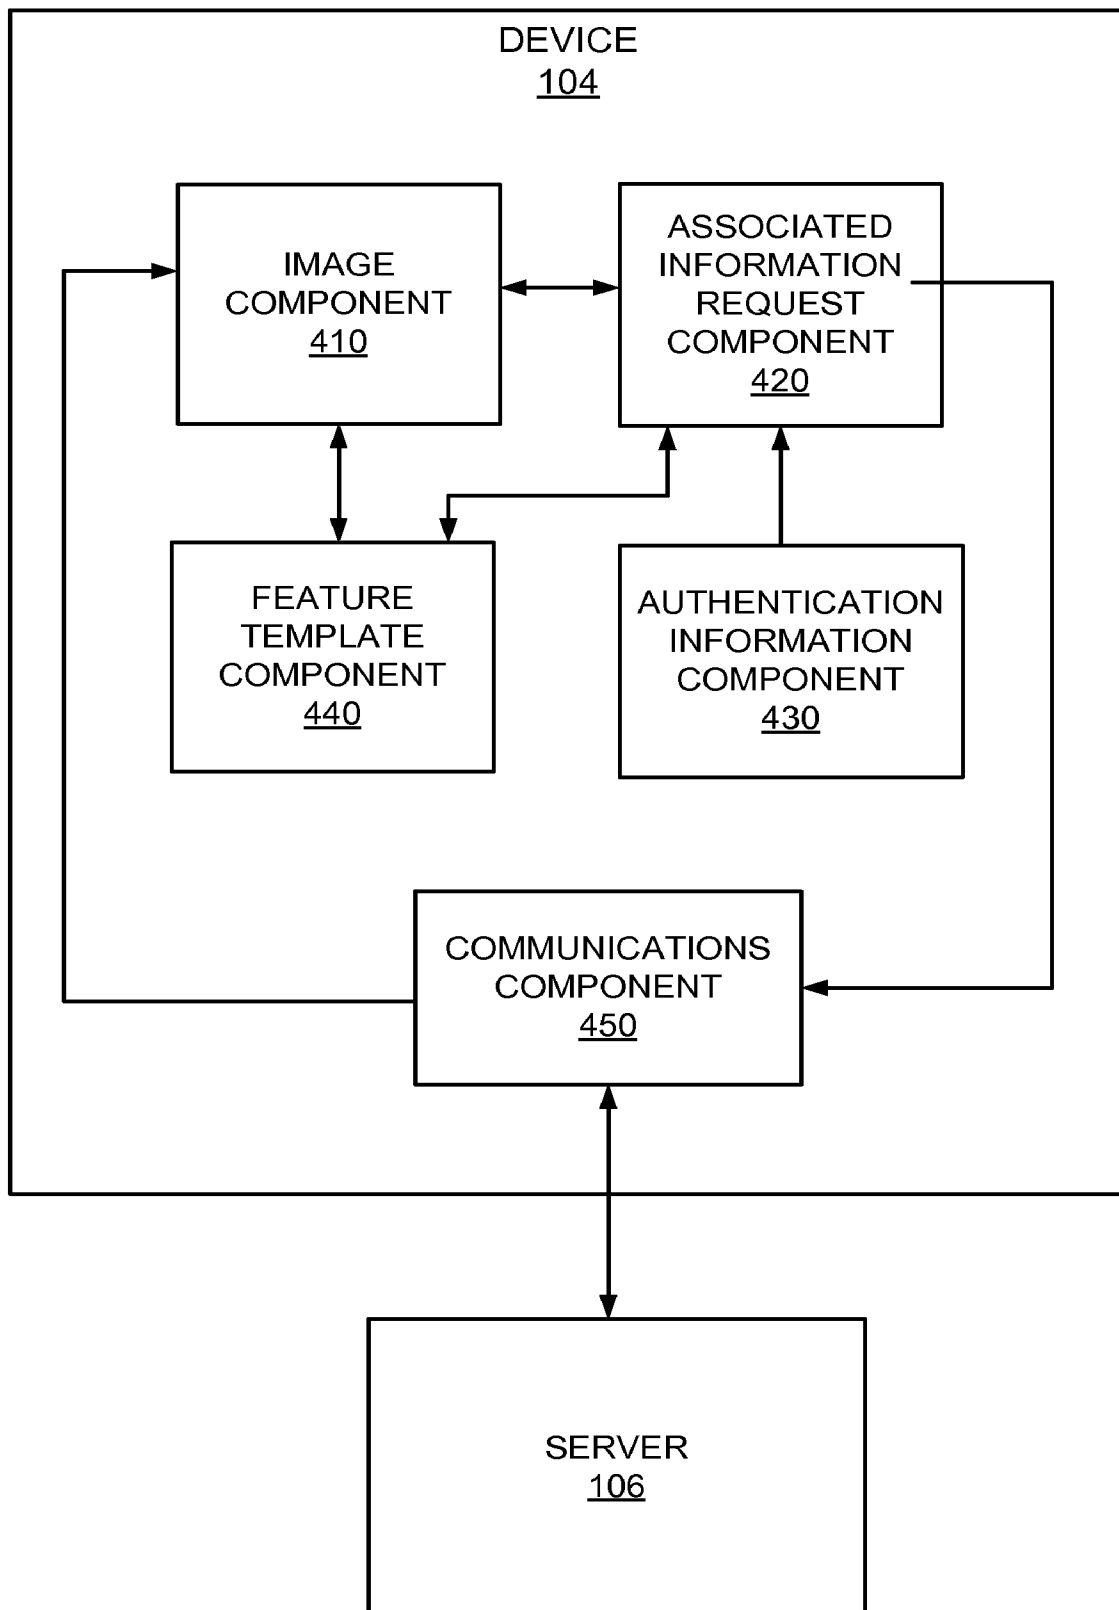 DEVICE
104
IMAGE
COMPONENT
410
ASSOCIATED
INFORMATION
REQUEST
COMPONENT
420
FEATURE
TEMPLATE
COMPONENT
440
AUTHENTICATION
INFORMATION
COMPONENT
430
COMMUNICATIONS
COMPONENT
450
SERVER
106